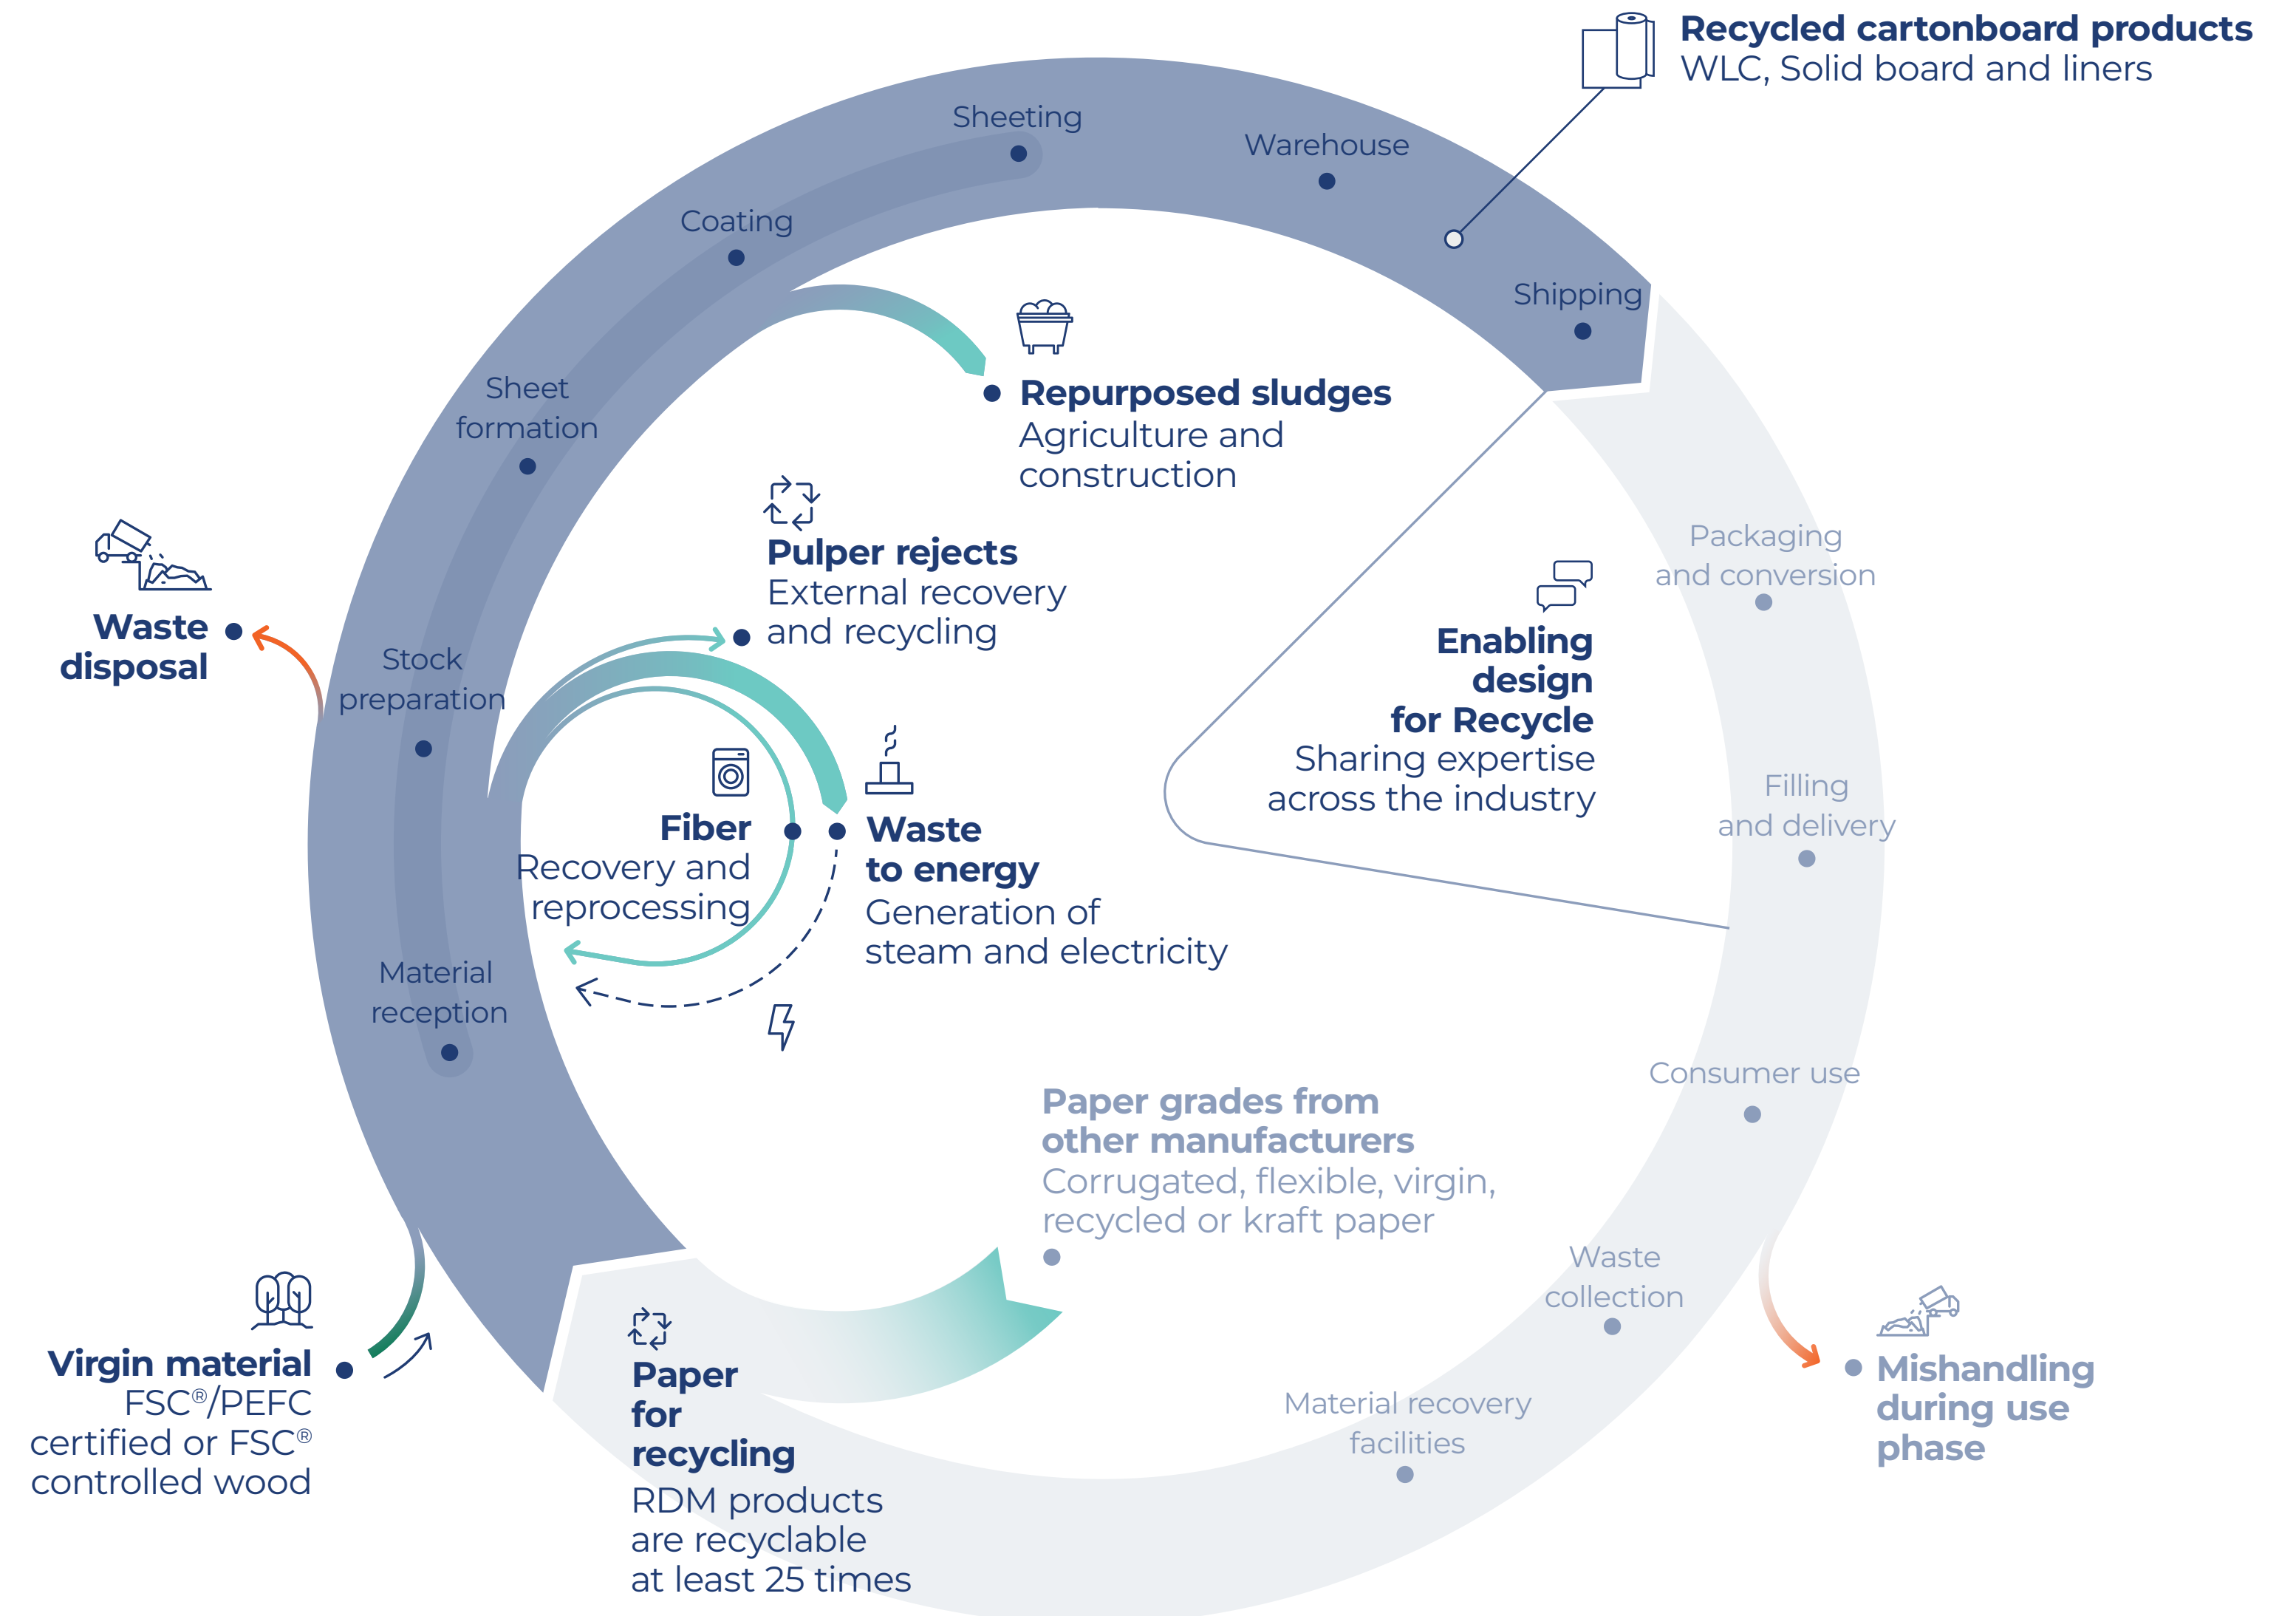 Recycled cartonboard products
WLC, Solid board and liners
Sheeting
Warehouse
Coating
Shipping
Sheet
formation
Repurposed sludges
Agriculture and
construction
Pulper rejects
External recovery
and recycling
Waste
disposal
Stock
preparation
Packaging
and conversion
Enabling
design
for Recycle
Sharing expertise
across the industry
Filling
and delivery
Fiber
Recovery and
reprocessing
Waste
to energy
Generation of
steam and electricity
Material
reception
Consumer use
Paper grades from
other manufacturers
Corrugated, flexible, virgin,
recycled or kraft paper
Waste
collection
Virgin material
FSC®/PEFC
certified or FSC®
controlled wood
Paper
for
recycling
RDM products
are recyclable
at least 25 times
Material recovery
facilities
Mishandling
during use
phase